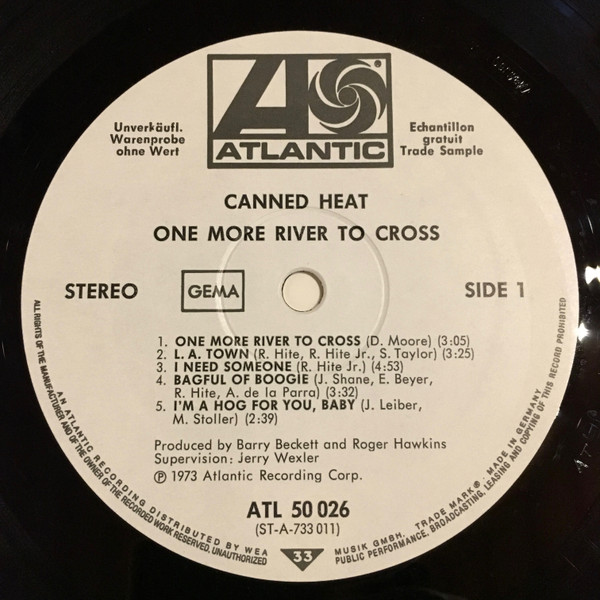 ATLANTIC
Unverkäufl.
Warenprobe
ohne Wert
Echantillon
gratuit
Trade Sample
CANNED HEAT
ONE MORE RIVER TO CROSS
STEREO
GEMA
SIDE 1
1. ONE MORE RIVER TO CROSS (D. Moore) (3:05)
2. L. A. TOWN (R. Hite, R. Hite Jr., S. Taylor) (3:25)
3. I NEED SOMEONE (R. Hite Jr.) (4:53)
4. BAGFUL OF BOOGIE (J. Shane, E. Beyer,
R. Hite, A. de la Parra) (3:32)
5. I'M A HOG FOR YOU, BABY (J. Leiber,
M. Stoller) (2:39)
Produced by Barry Beckett and Roger Hawkins
Supervision: Jerry Wexler
℗ 1973 Atlantic Recording Corp.
ATL 50 026
(ST-A-733 011)
33
AN ATLANTIC RECORDING DISTRIBUTED BY WEA MUSIK GMBH. TRADE MARK® MADE IN GERMANY
ALL RIGHTS OF THE MANUFACTURER AND OF THE OWNER OF THE RECORDED WORK RESERVED, UNAUTHORIZED PUBLIC PERFORMANCE, BROADCASTING, LEASING AND COPYING OF THIS RECORD PROHIBITED